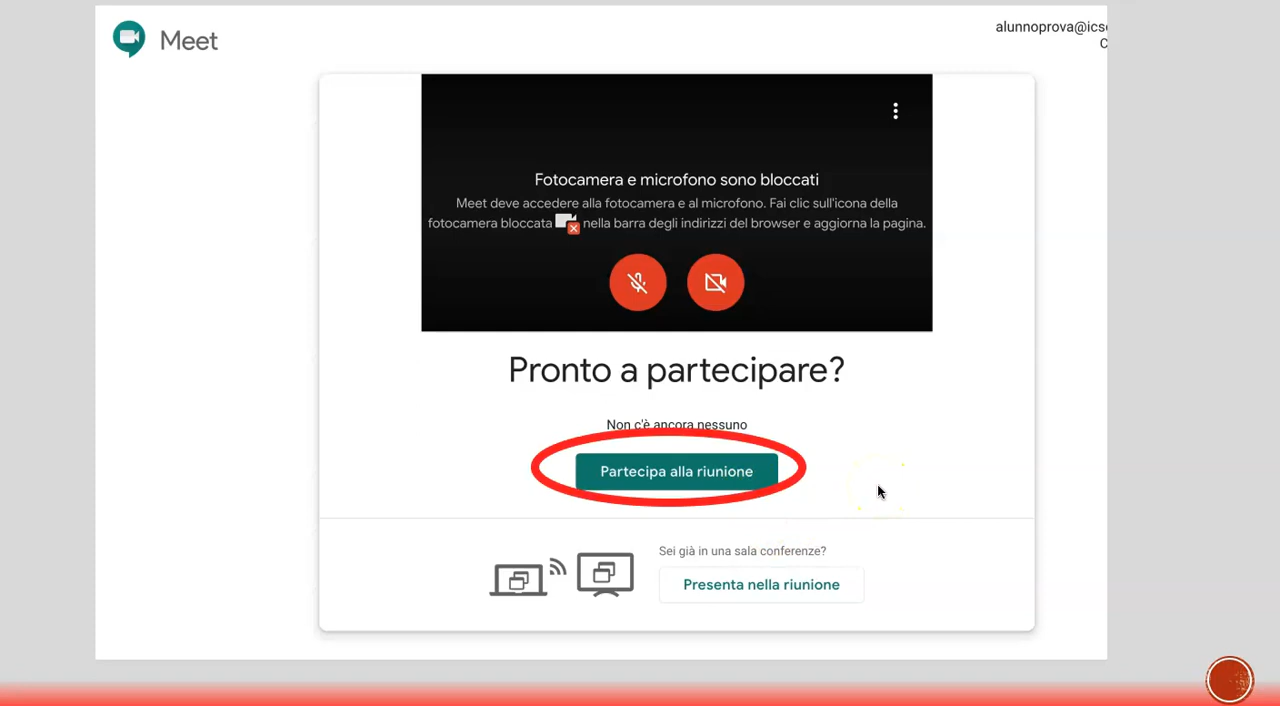 Meet
alunnoprova@ics
C
Fotocamera e microfono sono bloccati
Meet deve accedere alla fotocamera e al microfono. Fai clic sull'icona della
fotocamera bloccata nella barra degli indirizzi del browser e aggiorna la pagina.
Pronto a partecipare?
Non c'è ancora nessuno
Partecipa alla riunione
Sei già in una sala conferenze?
Presenta nella riunione